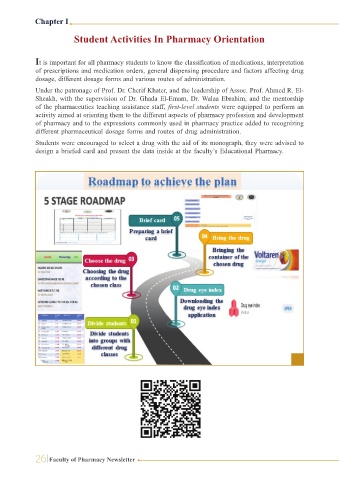 Chapter I
Student Activities In Pharmacy Orientation
It is important for all pharmacy students to know the classification of medications, interpretation
of prescriptions and medication orders, general dispensing procedure and factors affecting drug
dosage, different dosage forms and various routes of administration.
Under the patronage of Prof. Dr. Cherif Khater, and the leadership of Assoc. Prof. Ahmed R. El-
Sheakh, with the supervision of Dr. Ghada El-Emam, Dr. Walaa Ebrahim, and the mentorship
of the pharmaceutics teaching assistance staff, first-level students were equipped to perform an
activity aimed at orienting them to the different aspects of pharmacy profession and development
of pharmacy and to the expressions commonly used in pharmacy practice added to recognizing
different pharmaceutical dosage forms and routes of drug administration.
Students were encouraged to select a drug with the aid of its monograph, they were advised to
design a briefed card and present the data inside at the faculty's Educational Pharmacy.
Roadmap to achieve the plan
5 STAGE ROADMAP
Brief card 05
Preparing a brief
card
04 Bring the drug
Bringing the
container of the
chosen drug
Voltaren
Choose the drug 03
Choosing the drug
according to the
chosen class
02 Drug eye index
Downloading the
drug eye index
application
Drug eye index
Divide students 01
Divide students
into groups with
different drug
classes
26 Faculty of Pharmacy Newsletter